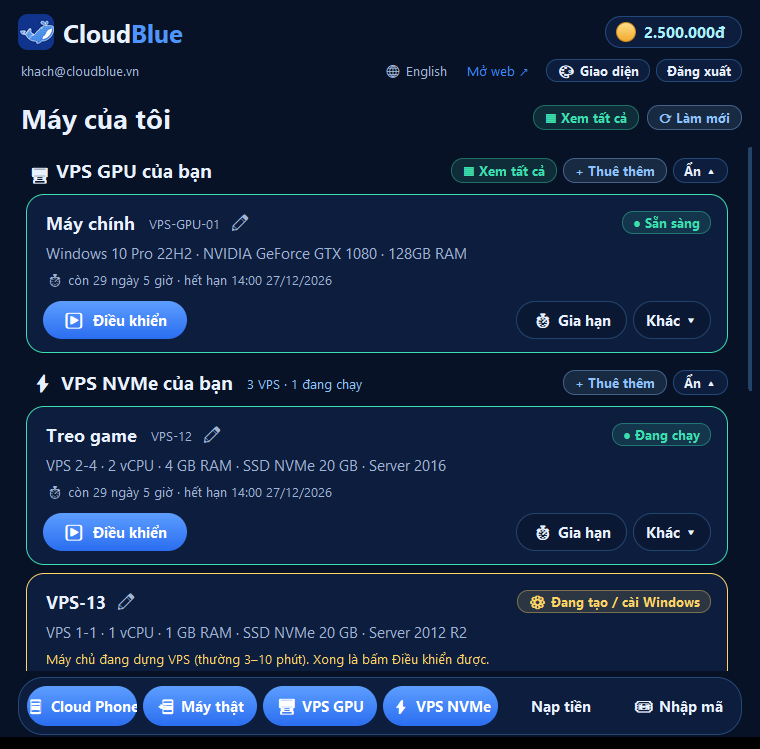 CloudBlue
2.500.000đ
khach@cloudblue.vn
English
Mở web ↗
Giao diện
Đăng xuất
Máy của tôi
Xem tất cả
Làm mới
VPS GPU của bạn
Xem tất cả
+ Thuê thêm
Ẩn ▲
Máy chính VPS-GPU-01
● Sẵn sàng
Windows 10 Pro 22H2 · NVIDIA GeForce GTX 1080 · 128GB RAM
còn 29 ngày 5 giờ · hết hạn 14:00 27/12/2026
Điều khiển
Gia hạn
Khác ▼
VPS NVMe của bạn 3 VPS · 1 đang chạy
+ Thuê thêm
Ẩn ▲
Treo game VPS-12
● Đang chạy
VPS 2-4 · 2 vCPU · 4 GB RAM · SSD NVMe 20 GB · Server 2016
còn 29 ngày 5 giờ · hết hạn 14:00 27/12/2026
Điều khiển
Gia hạn
Khác ▼
VPS-13
Đang tạo / cài Windows
VPS 1-1 · 1 vCPU · 1 GB RAM · SSD NVMe 20 GB · Server 2012 R2
Máy chủ đang dựng VPS (thường 3–10 phút). Xong là bấm Điều khiển được.
Cloud Phone
Máy thật
VPS GPU
VPS NVMe
Nạp tiền
Nhập mã